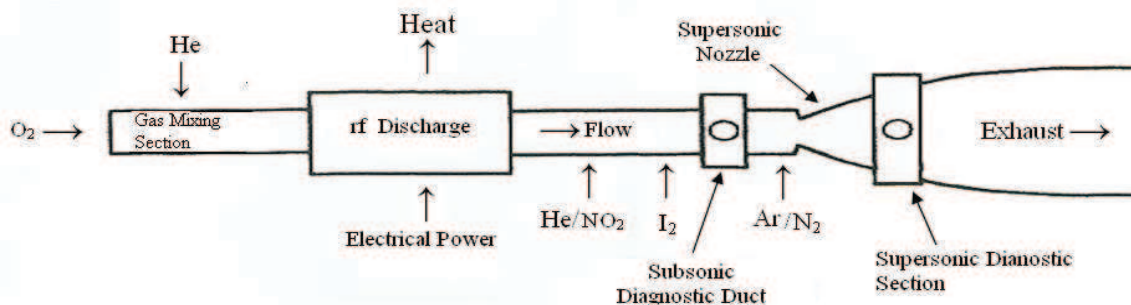 Heat
He
Supersonic
Nozzle
O₂
Gas Mixing
Section
rf Discharge
Flow
Exhaust
Electrical Power
He/NO₂
I₂
Ar/N₂
Subsonic
Diagnostic Duct
Supersonic Dianostic
Section